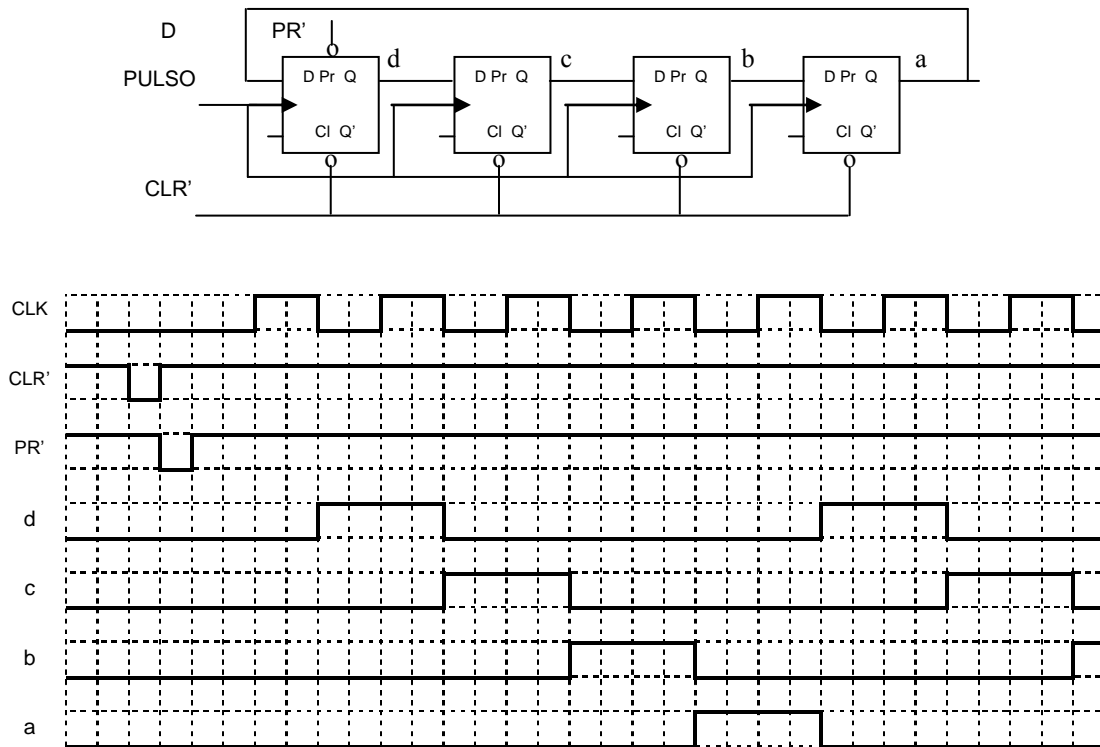 D PR'
PULSO
d c b a
D Pr Q D Pr Q D Pr Q D Pr Q
Cl Q' Cl Q' Cl Q' Cl Q'
CLR'
CLK
CLR'
PR'
d
c
b
a